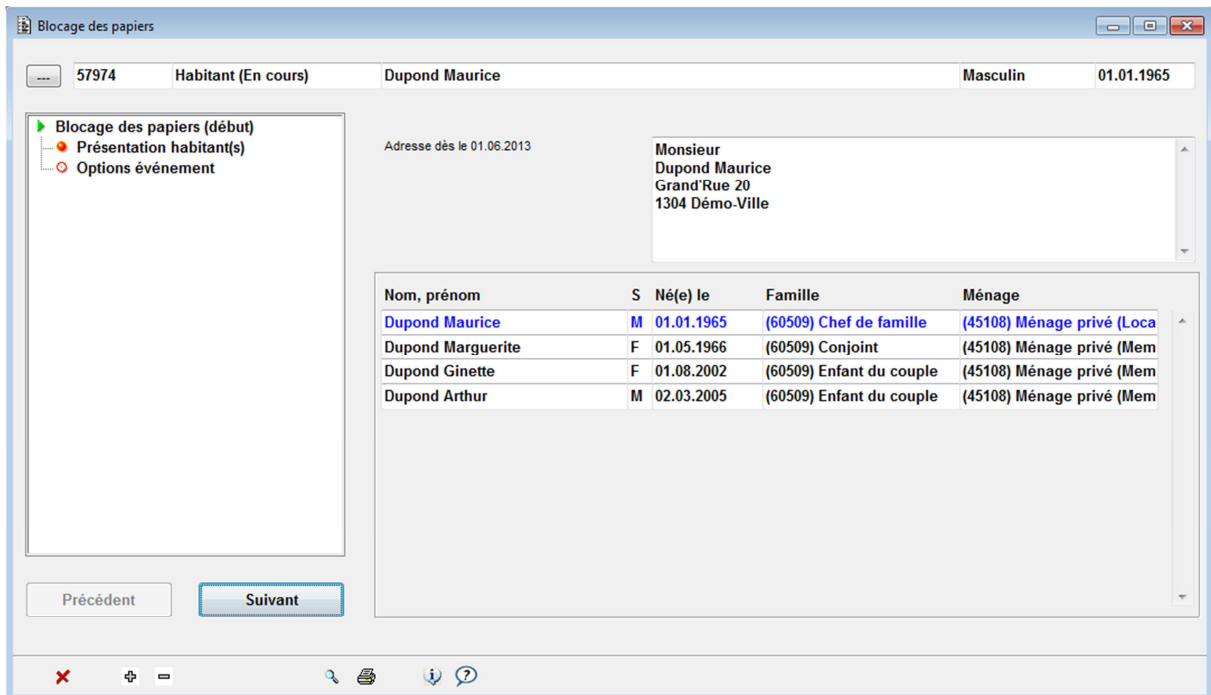 Blocage des papiers
... 57974 Habitant (En cours) Dupond Maurice Masculin 01.01.1965
Blocage des papiers (début)
Présentation habitant(s)
Options événement
Adresse dès le 01.06.2013
Monsieur
Dupond Maurice
Grand'Rue 20
1304 Démo-Ville
Nom, prénom S Né(e) le Famille Ménage
Dupond Maurice M 01.01.1965 (60509) Chef de famille (45108) Ménage privé (Loca
Dupond Marguerite F 01.05.1966 (60509) Conjoint (45108) Ménage privé (Mem
Dupond Ginette F 01.08.2002 (60509) Enfant du couple (45108) Ménage privé (Mem
Dupond Arthur M 02.03.2005 (60509) Enfant du couple (45108) Ménage privé (Mem
Précédent Suivant